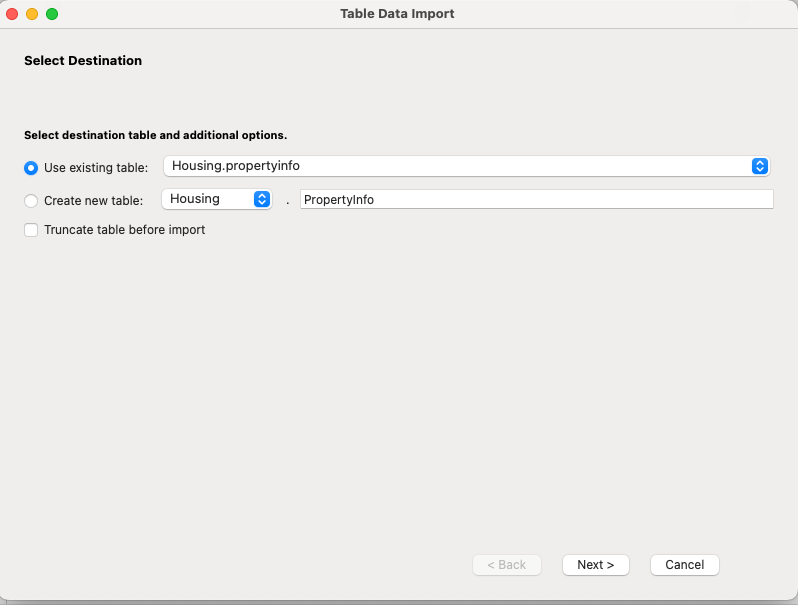 Table Data Import
Select Destination
Select destination table and additional options.
Use existing table: Housing.propertyinfo
Create new table: Housing . PropertyInfo
Truncate table before import
< Back Next > Cancel